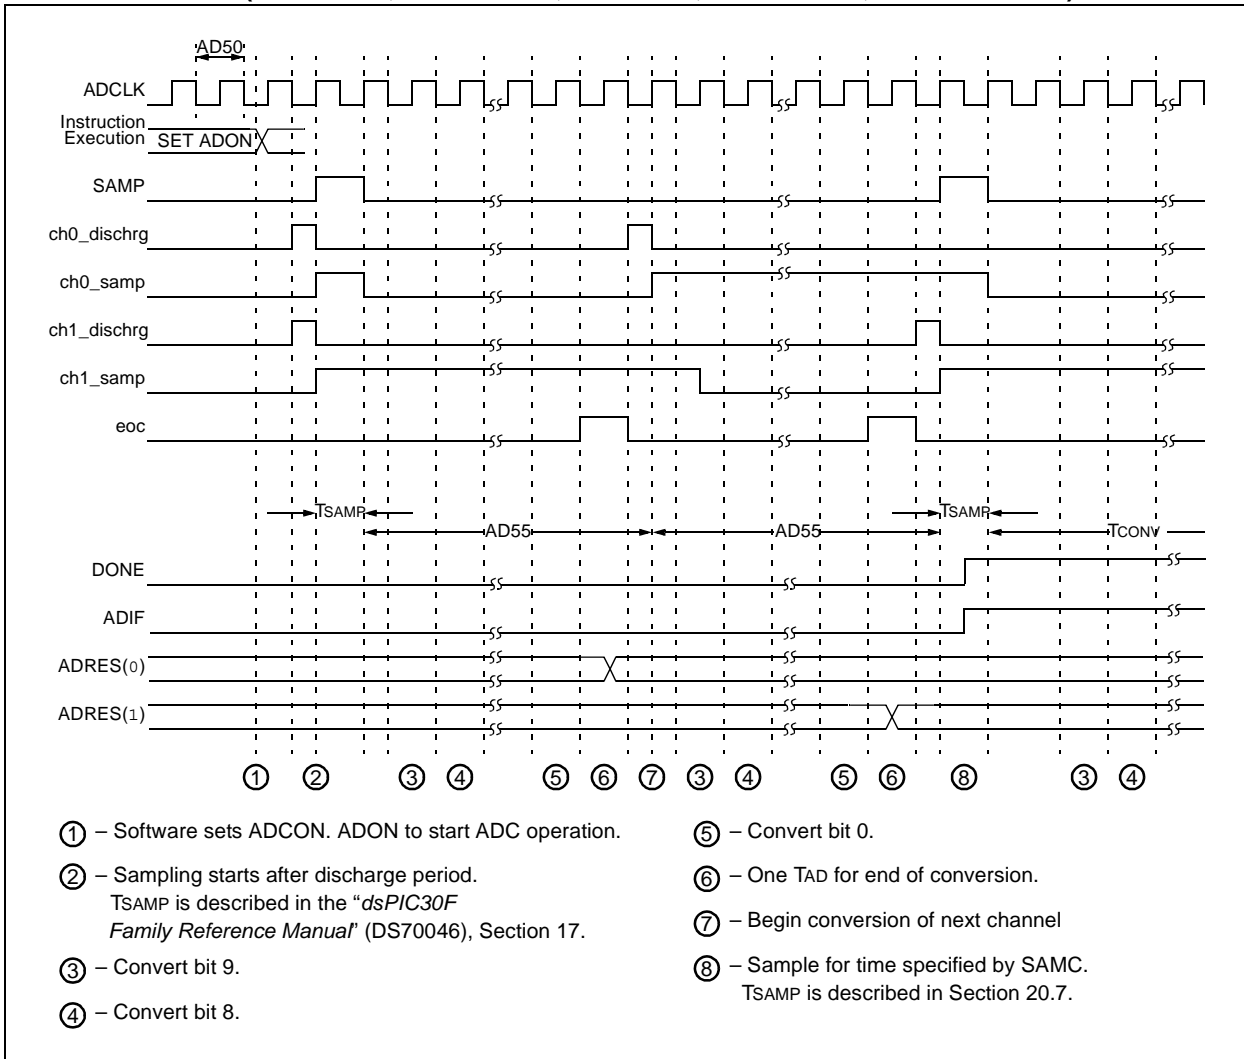 AD50
ADCLK
Instruction
Execution
SET ADON
SAMP
ch0_dischrg
ch0_samp
ch1_dischrg
ch1_samp
eoc
TSAMP
TSAMP
AD55
AD55
TCONV
DONE
ADIF
ADRES(0)
ADRES(1)
1 2 3 4 5 6 7 3 4 5 6 8 3 4
1 – Software sets ADCON. ADON to start ADC operation.
2 – Sampling starts after discharge period.
TSAMP is described in the “dsPIC30F
Family Reference Manual” (DS70046), Section 17.
3 – Convert bit 9.
4 – Convert bit 8.
5 – Convert bit 0.
6 – One TAD for end of conversion.
7 – Begin conversion of next channel
8 – Sample for time specified by SAMC.
TSAMP is described in Section 20.7.